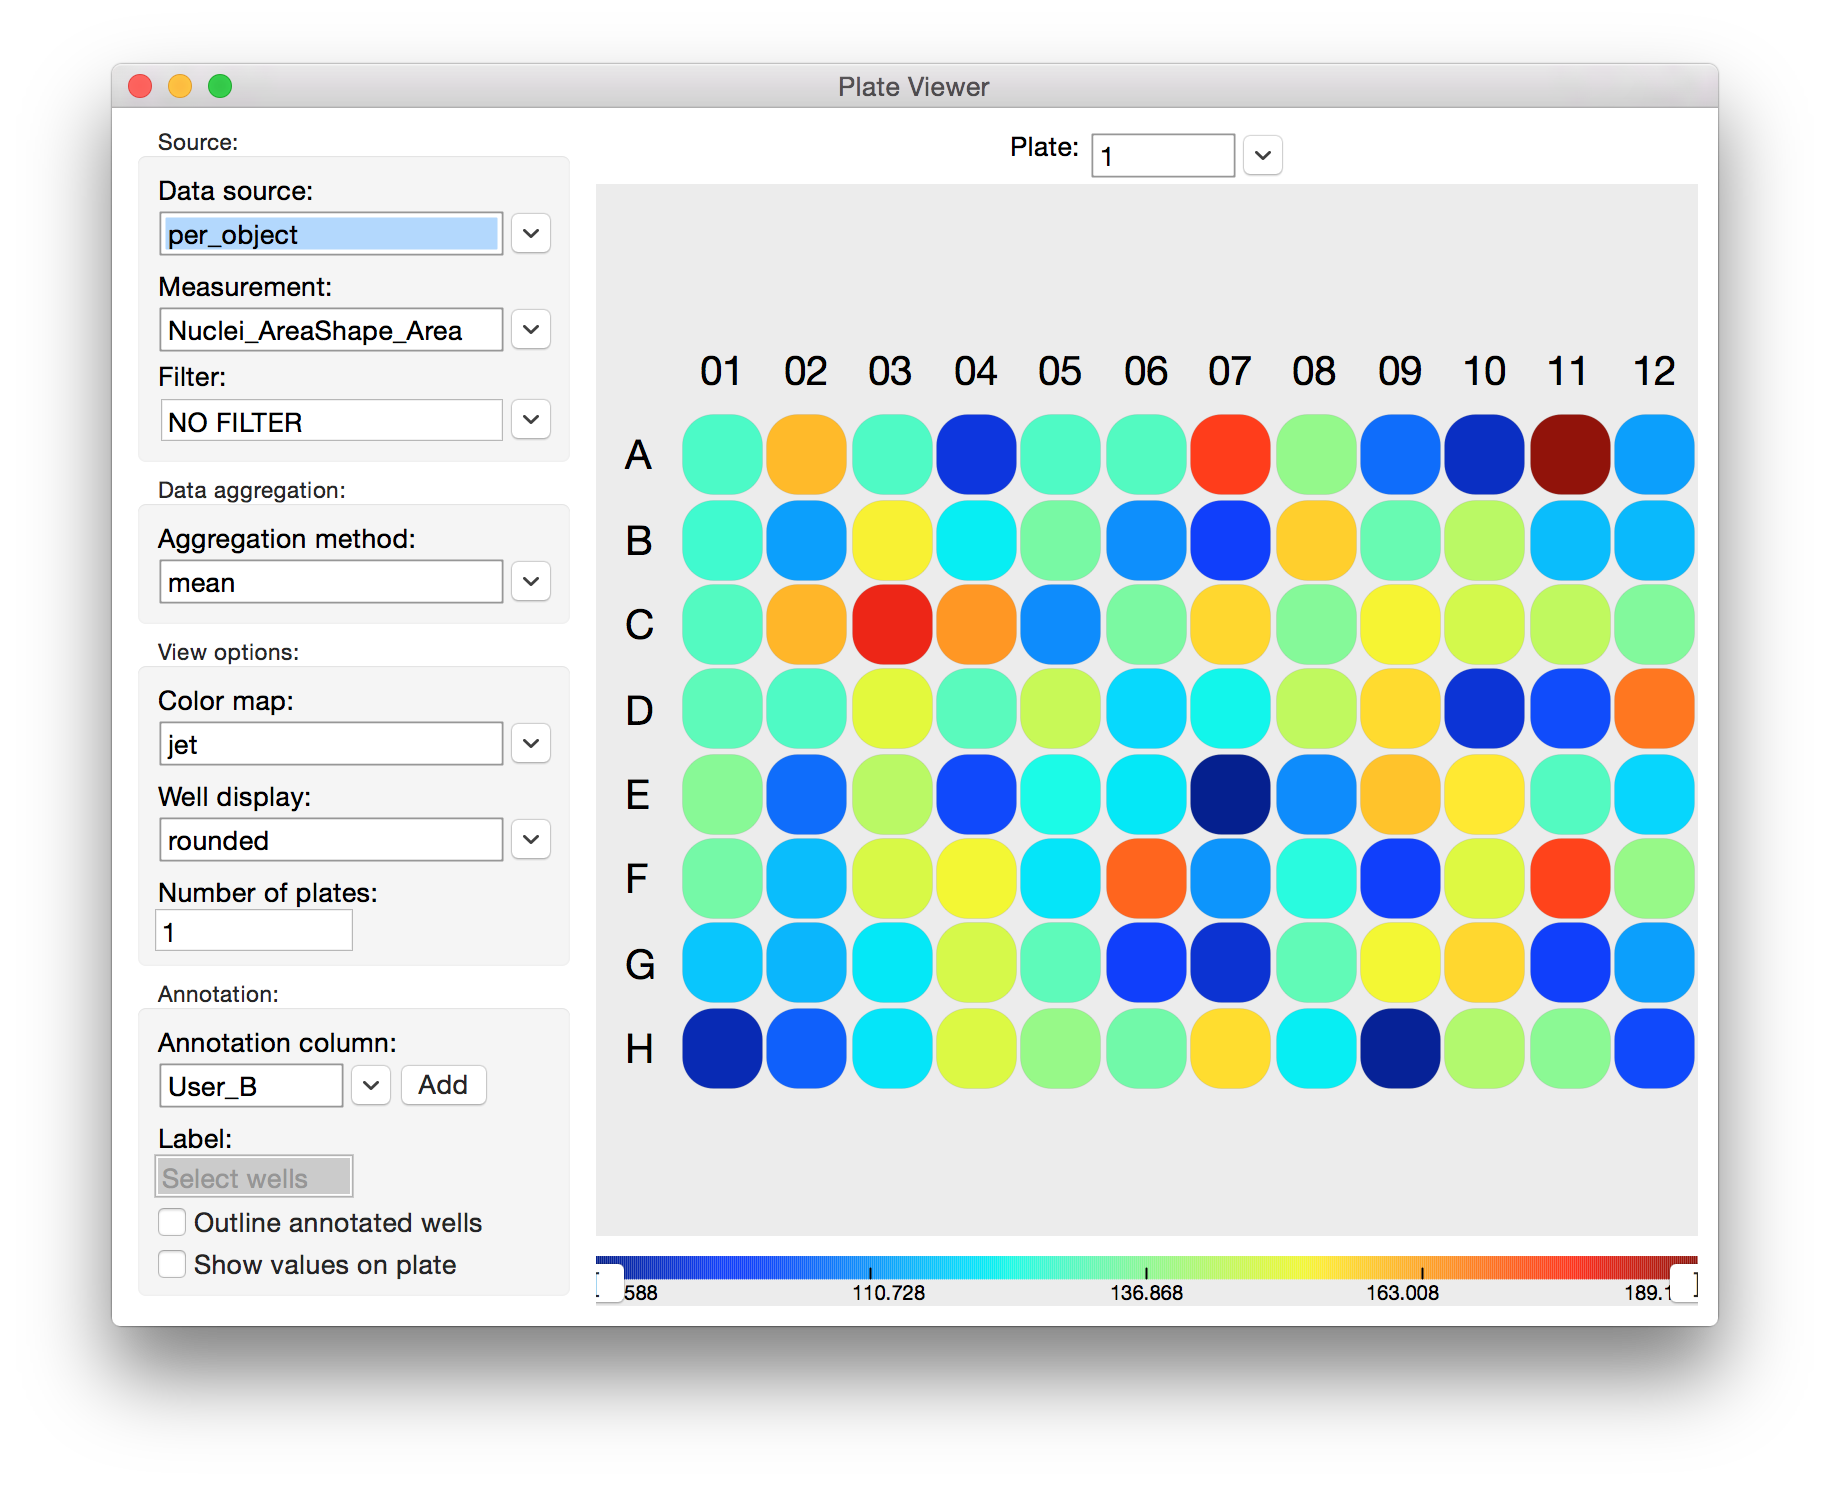 Plate Viewer
Source:
Data source:
per_object
Measurement:
Nuclei_AreaShape_Area
Filter:
NO FILTER
Data aggregation:
Aggregation method:
mean
View options:
Color map:
jet
Well display:
rounded
Number of plates:
1
Annotation:
Annotation column:
User_B
Add
Label:
Select wells
Outline annotated wells
Show values on plate
Plate: 1
01 02 03 04 05 06 07 08 09 10 11 12
A
B
C
D
E
F
G
H
[ 588 110.728 136.868 163.008 189.1 ]